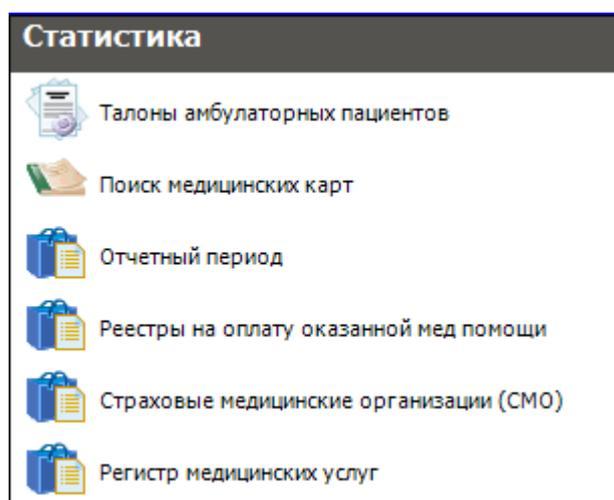 Статистика
Талоны амбулаторных пациентов
Поиск медицинских карт
Отчетный период
Реестры на оплату оказанной мед помощи
Страховые медицинские организации (СМО)
Регистр медицинских услуг